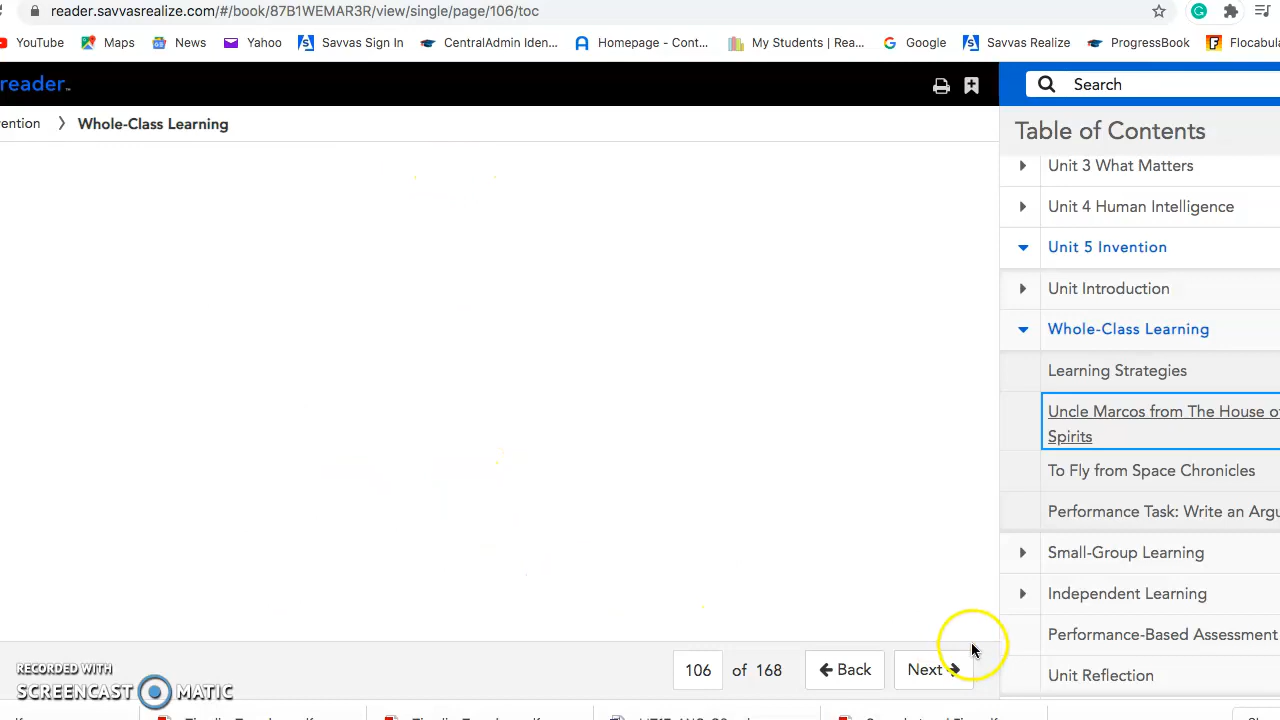 reader.savvasrealize.com/#/book/87B1WEMAR3R/view/single/page/106/toc
YouTube Maps News Yahoo Savvas Sign In CentralAdmin Iden... Homepage - Cont... My Students | Rea... Google Savvas Realize ProgressBook Flocabula
reader™
Search
ention > Whole-Class Learning
Table of Contents
Unit 3 What Matters
Unit 4 Human Intelligence
Unit 5 Invention
Unit Introduction
Whole-Class Learning
Learning Strategies
Uncle Marcos from The House of
Spirits
To Fly from Space Chronicles
Performance Task: Write an Argu
Small-Group Learning
Independent Learning
Performance-Based Assessment
Unit Reflection
106 of 168 Back Next
RECORDED WITH
SCREENCAST MATIC